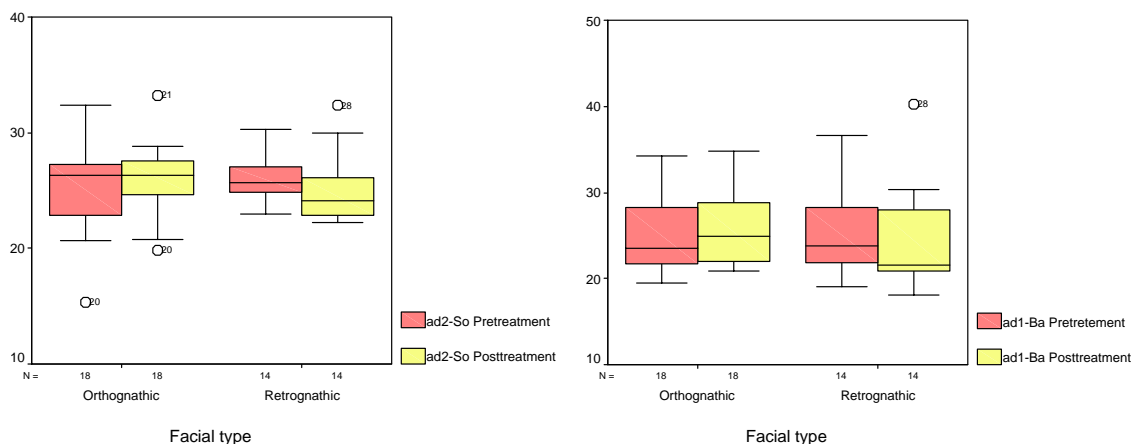 40
30
20
10
21
28
20
20
N =
18
18
14
14
Orthognathic
Retrognathic
Facial type
ad2-So Pretreatment
ad2-So Posttreatment
50
40
30
20
10
28
N =
18
18
14
14
Orthognathic
Retrognathic
Facial type
ad1-Ba Pretretement
ad1-Ba Posttreatment